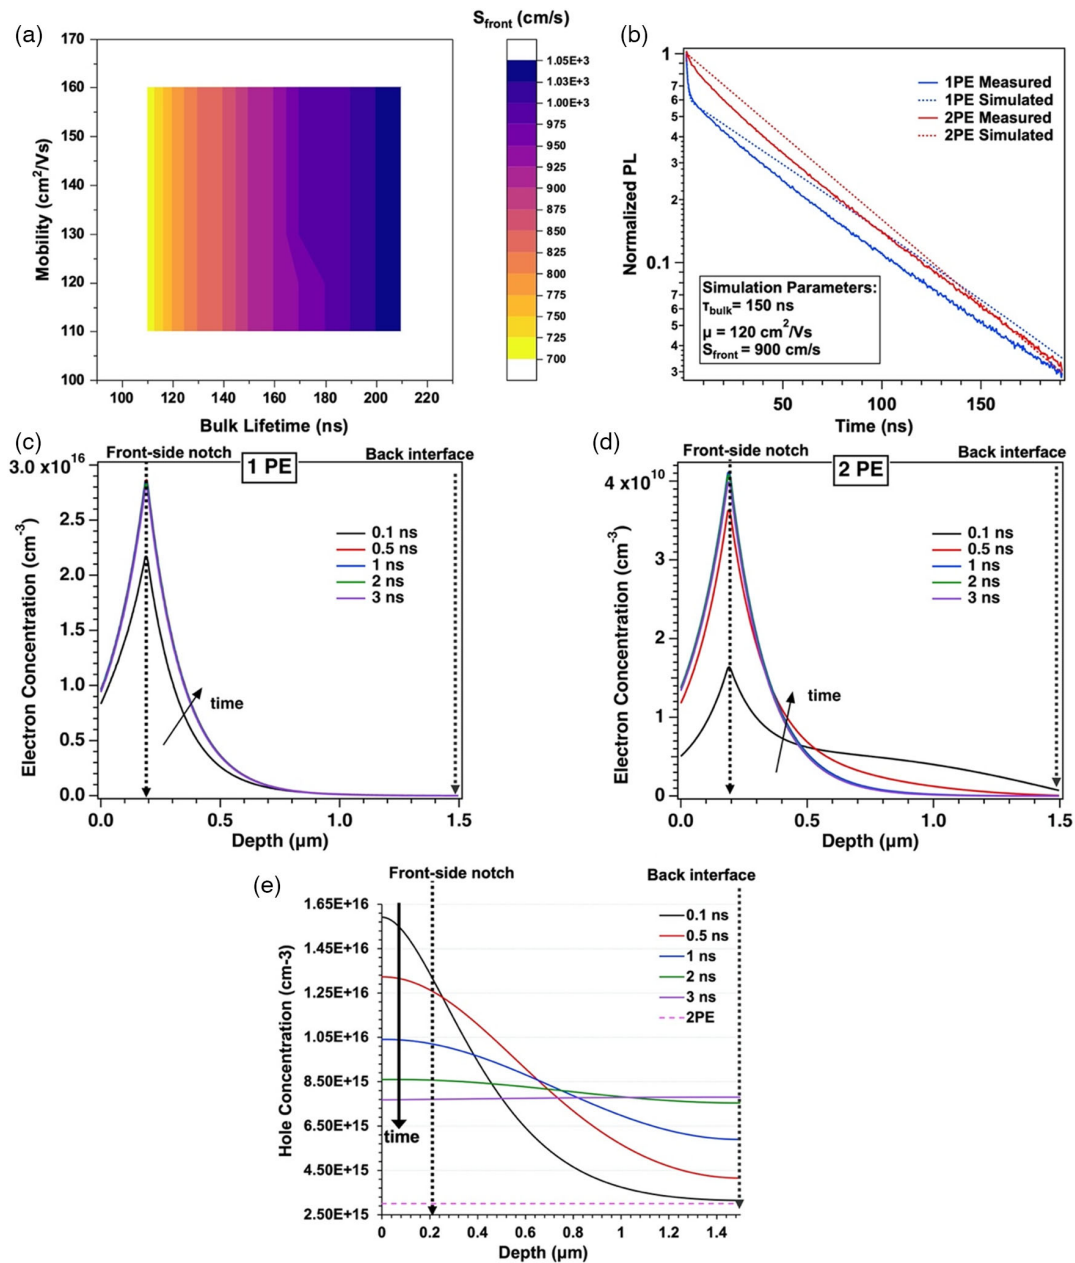 (a)
S_front (cm/s)
170
160
150
140
130
120
110
100
Mobility (cm²/Vs)
100 120 140 160 180 200 220
Bulk Lifetime (ns)
1.05E+3
1.03E+3
1.00E+3
975
950
925
900
875
850
825
800
775
750
725
700
(b)
1
7
6
5
4
3
2
0.1
7
6
5
4
3
Normalized PL
1PE Measured
1PE Simulated
2PE Measured
2PE Simulated
Simulation Parameters:
τ_bulk= 150 ns
μ = 120 cm²/Vs
S_front = 900 cm/s
50 100 150
Time (ns)
(c)
Front-side notch
1 PE
Back interface
3.0 x10¹⁶
2.5
2.0
1.5
1.0
0.5
0.0
Electron Concentration (cm⁻³)
0.1 ns
0.5 ns
1 ns
2 ns
3 ns
time
0.0 0.5 1.0 1.5
Depth (μm)
(d)
Front-side notch
2 PE
Back interface
4 x10¹⁰
3
2
1
0
Electron Concentration (cm⁻³)
0.1 ns
0.5 ns
1 ns
2 ns
3 ns
time
0.0 0.5 1.0 1.5
Depth (μm)
(e)
Front-side notch
Back interface
1.65E+16
1.45E+16
1.25E+16
1.05E+16
8.50E+15
6.50E+15
4.50E+15
2.50E+15
Hole Concentration (cm-3)
0.1 ns
0.5 ns
1 ns
2 ns
3 ns
2PE
time
0 0.2 0.4 0.6 0.8 1 1.2 1.4
Depth (μm)